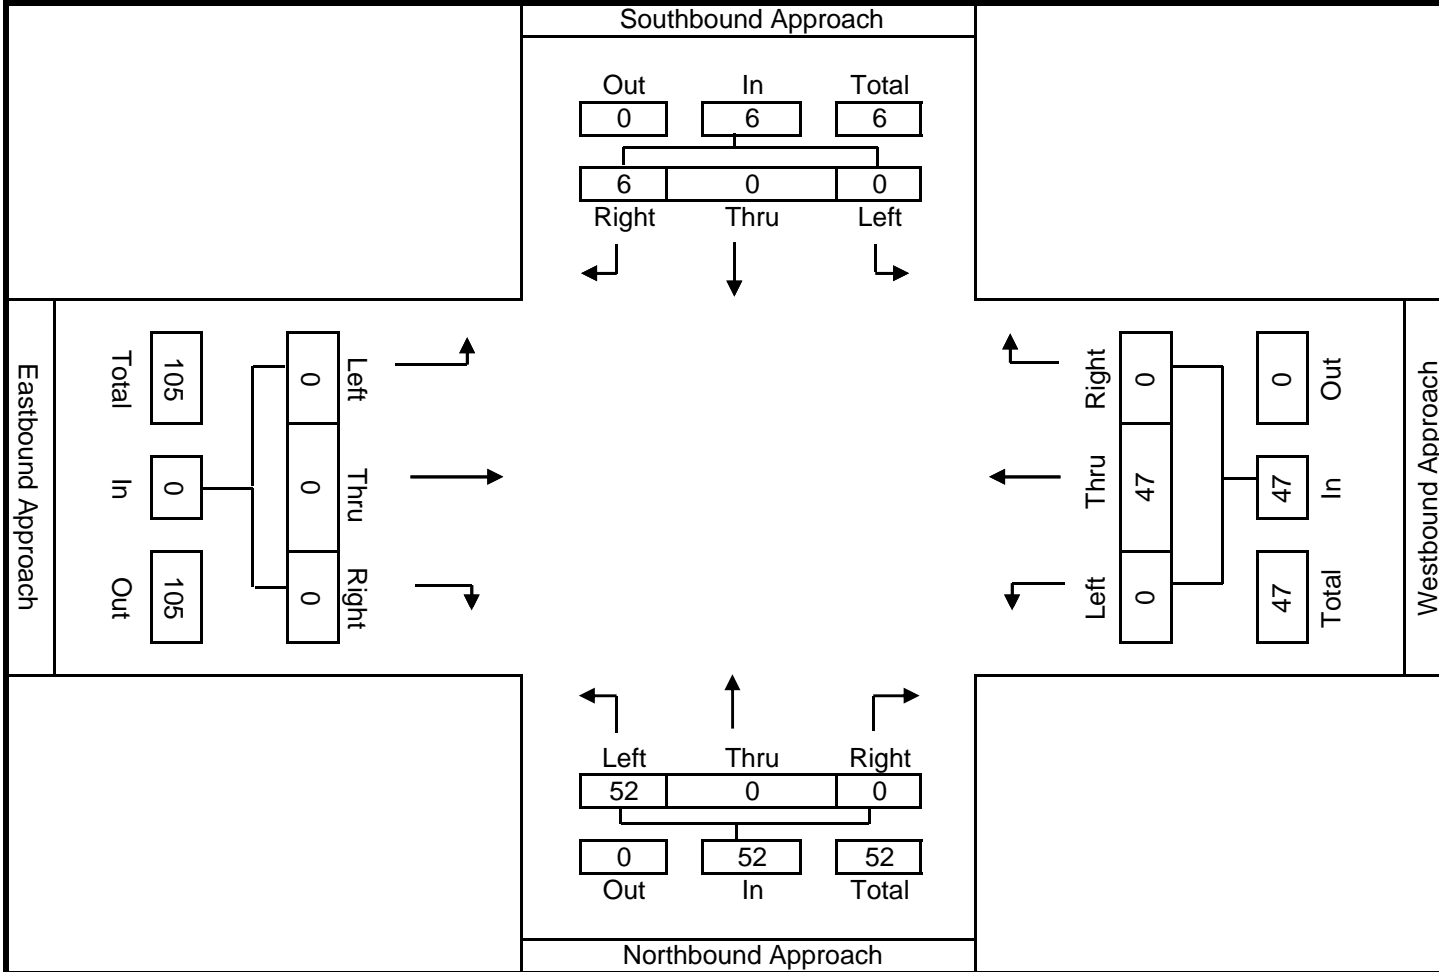 Southbound Approach
Out In Total
0 6 6
6 0 0
Right Thru Left
Eastbound Approach
Total In Out
105 0 105
0 0 0
Left Thru Right
Right Thru Left
0 47 0
0 47 47
Out In Total
Westbound Approach
Left Thru Right
52 0 0
0 52 52
Out In Total
Northbound Approach